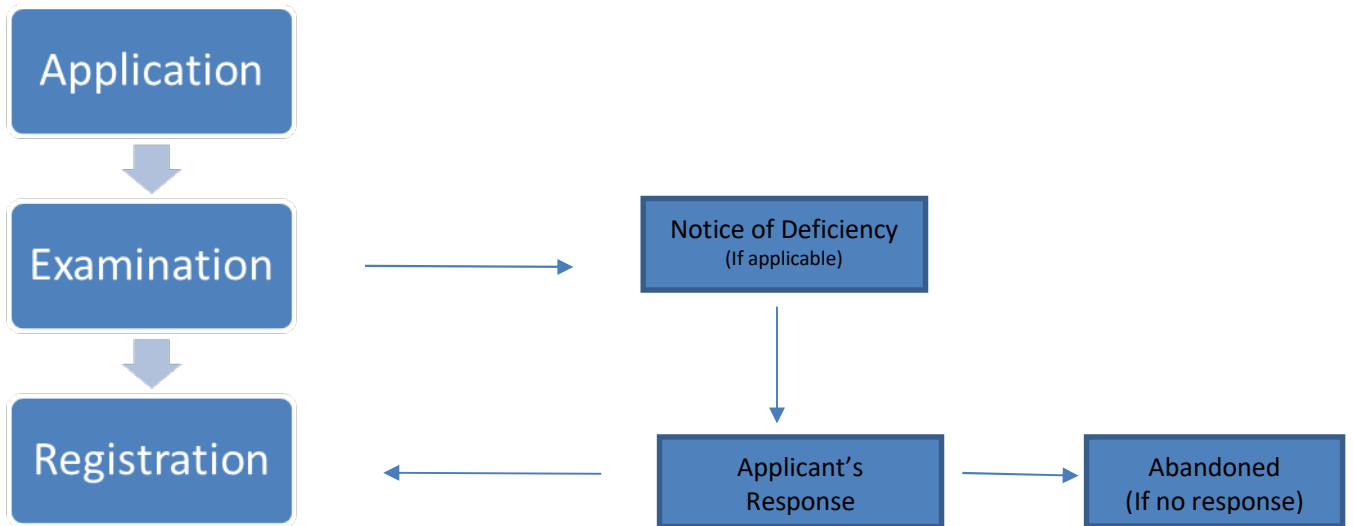 Application
Examination
Notice of Deficiency
(If applicable)
Registration
Applicant’s
Response
Abandoned
(If no response)